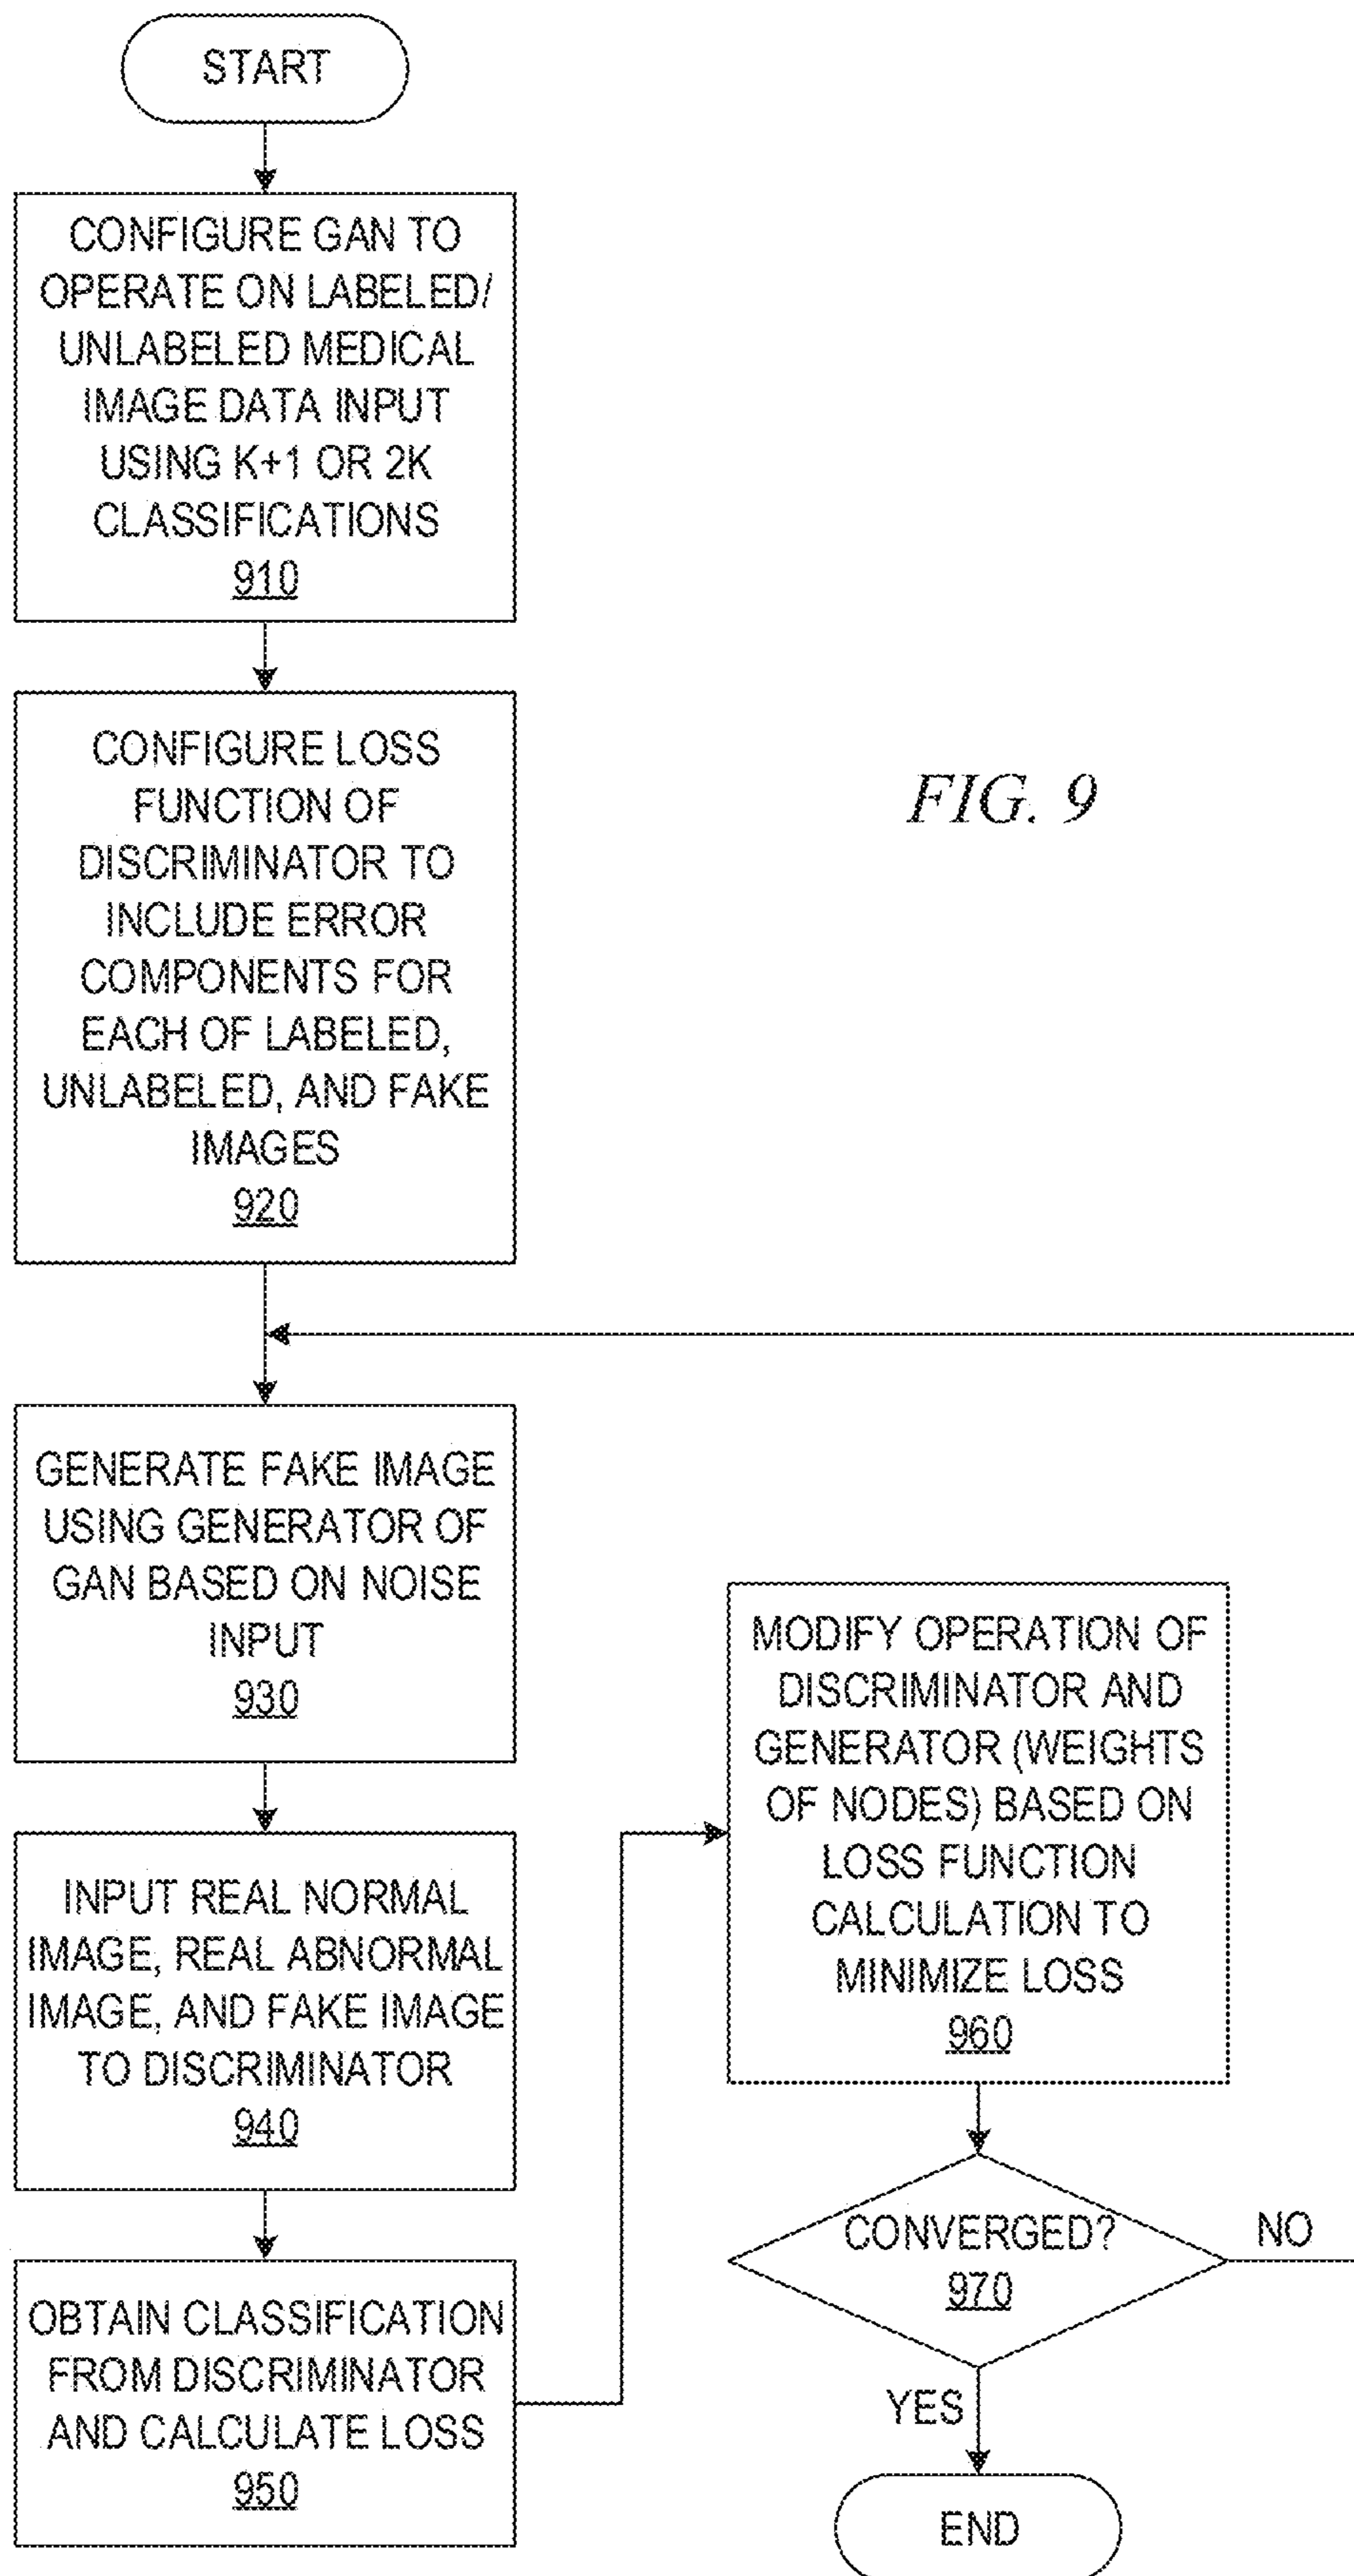 START
CONFIGURE GAN TO
OPERATE ON LABELED/
UNLABELED MEDICAL
IMAGE DATA INPUT
USING K+1 OR 2K
CLASSIFICATIONS
910
CONFIGURE LOSS
FUNCTION OF
DISCRIMINATOR TO
INCLUDE ERROR
COMPONENTS FOR
EACH OF LABELED,
UNLABELED, AND FAKE
IMAGES
920
FIG. 9
GENERATE FAKE IMAGE
USING GENERATOR OF
GAN BASED ON NOISE
INPUT
930
INPUT REAL NORMAL
IMAGE, REAL ABNORMAL
IMAGE, AND FAKE IMAGE
TO DISCRIMINATOR
940
OBTAIN CLASSIFICATION
FROM DISCRIMINATOR
AND CALCULATE LOSS
950
MODIFY OPERATION OF
DISCRIMINATOR AND
GENERATOR (WEIGHTS
OF NODES) BASED ON
LOSS FUNCTION
CALCULATION TO
MINIMIZE LOSS
960
CONVERGED?
970
NO
YES
END